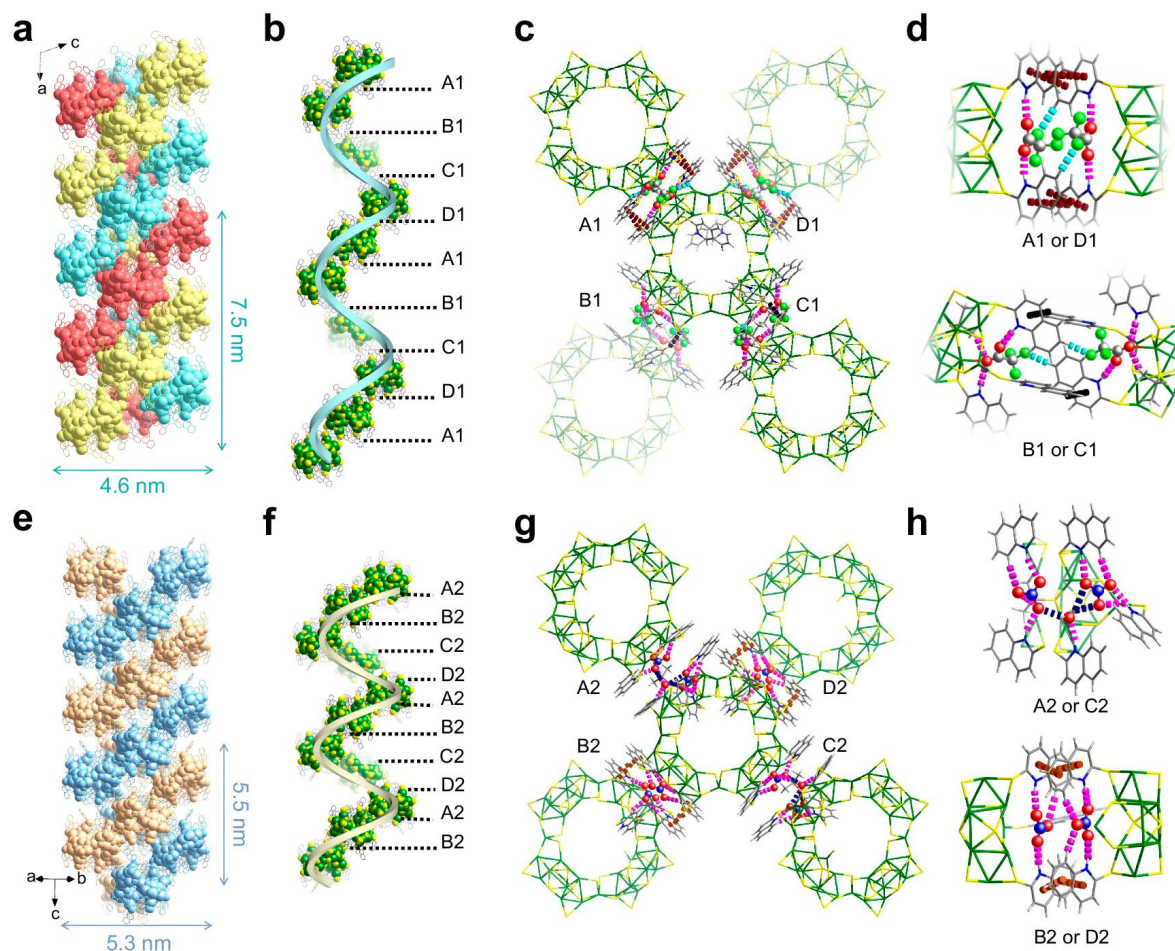 a
c
a
7.5 nm
4.6 nm
b
A1
B1
C1
D1
A1
B1
C1
D1
A1
c
A1
D1
B1
C1
d
A1 or D1
B1 or C1
e
5.5 nm
a
b
c
5.3 nm
f
A2
B2
C2
D2
A2
B2
C2
D2
A2
B2
g
A2
D2
B2
C2
h
A2 or C2
B2 or D2